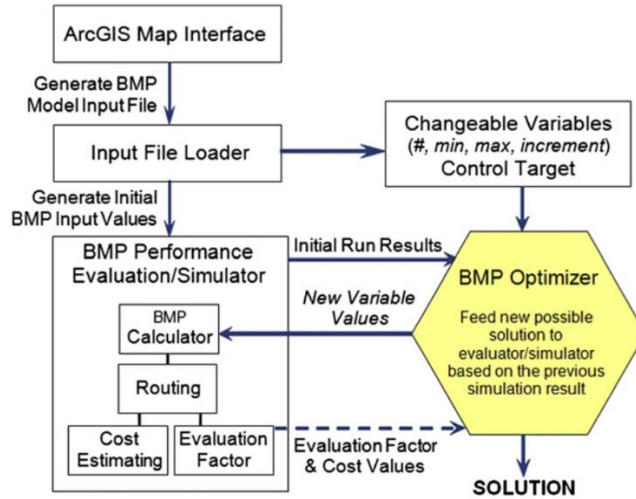 ArcGIS Map Interface
Generate BMP
Model Input File
Input File Loader
Changeable Variables
(#, min, max, increment)
Control Target
Generate Initial
BMP Input Values
BMP Performance
Evaluation/Simulator
Initial Run Results
BMP Optimizer
Feed new possible
solution to
evaluator/simulator
based on the previous
simulation result
New Variable
Values
BMP
Calculator
Routing
Cost
Estimating
Evaluation
Factor
Evaluation Factor
& Cost Values
SOLUTION